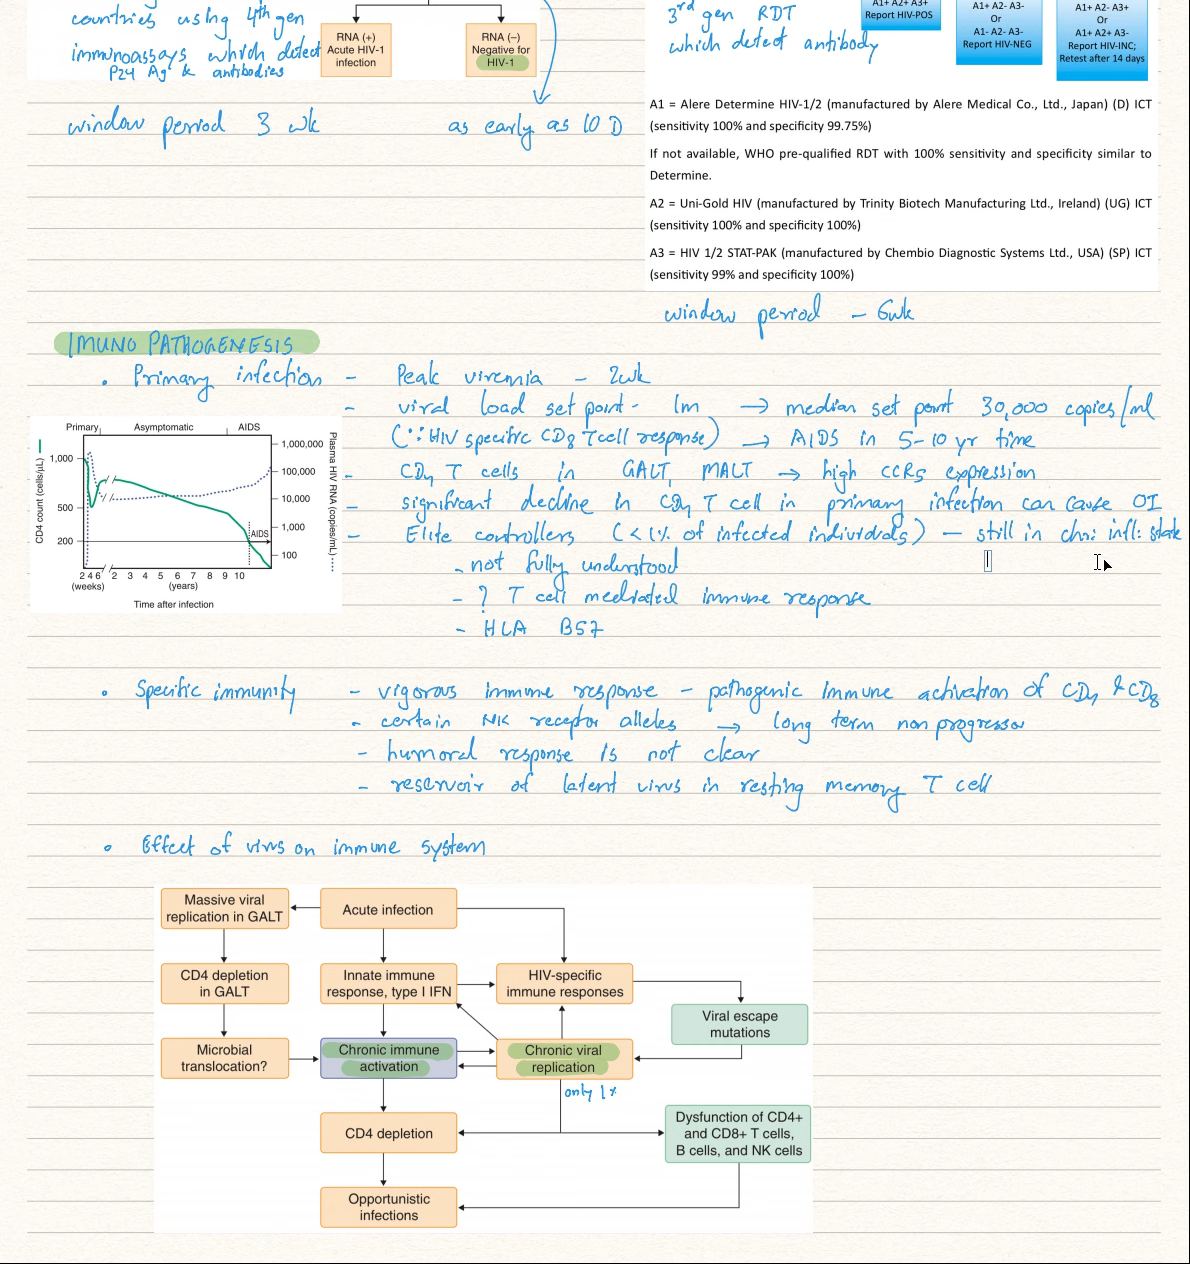 countries using 4th gen
immunoassays which detect
P24 Ag & antibodies
RNA (+)
Acute HIV-1
infection
RNA (–)
Negative for
HIV-1
window period 3 wk
as early as 10 D
3rd gen RDT
which detect antibody
A1+ A2+ A3+
Report HIV-POS
A1+ A2- A3-
Or
A1- A2- A3-
Report HIV-NEG
A1+ A2- A3+
Or
A1+ A2+ A3-
Report HIV-INC;
Retest after 14 days
A1 = Alere Determine HIV-1/2 (manufactured by Alere Medical Co., Ltd., Japan) (D) ICT
(sensitivity 100% and specificity 99.75%)
If not available, WHO pre-qualified RDT with 100% sensitivity and specificity similar to
Determine.
A2 = Uni-Gold HIV (manufactured by Trinity Biotech Manufacturing Ltd., Ireland) (UG) ICT
(sensitivity 100% and specificity 100%)
A3 = HIV 1/2 STAT-PAK (manufactured by Chembio Diagnostic Systems Ltd., USA) (SP) ICT
(sensitivity 99% and specificity 100%)
window period – 6wk
IMUNO PATHOGENESIS
• Primary infection – Peak viremia – 2wk
– viral load set point - 1m → median set point 30,000 copies/ml
(∵ HIV specific CD8 T cell response) → AIDS in 5-10 yr time
– CD4 T cells in GALT, MALT → high CCR5 expression
– significant decline in CD4 T cell in primary infection can cause OI
– Elite controllers (<1% of infected individals) – still in chr: infl: state
- not fully understood
- ? T cell mediated immune response
- HLA B57
Primary
Asymptomatic
AIDS
CD4 count (cells/μL)
1,000
500
200
1,000,000
100,000
10,000
1,000
100
Plasma HIV RNA (copies/mL)
AIDS
2 4 6 2 3 4 5 6 7 8 9 10
(weeks) (years)
Time after infection
• Specific immunity – vigorous immune response – pathogenic immune activation of CD4 & CD8
- certain NK receptor alleles → long term non progressor
- humoral response is not clear
- reservoir of latent virus in resting memory T cell
• Effect of virus on immune system
Massive viral
replication in GALT
Acute infection
CD4 depletion
in GALT
Innate immune
response, type I IFN
HIV-specific
immune responses
Viral escape
mutations
Microbial
translocation?
Chronic immune
activation
Chronic viral
replication
only 1%
CD4 depletion
Dysfunction of CD4+
and CD8+ T cells,
B cells, and NK cells
Opportunistic
infections